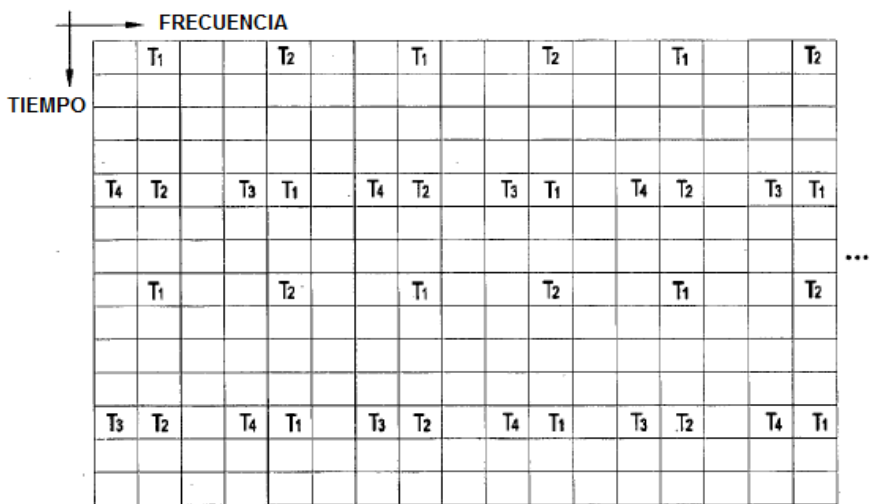 FRECUENCIA
T1 T2 T1 T2 T1 T2
TIEMPO
T4 T2 T3 T1 T4 T2 T3 T1 T4 T2 T3 T1
...
T1 T2 T1 T2 T1 T2
T3 T2 T4 T1 T3 T2 T4 T1 T3 T2 T4 T1